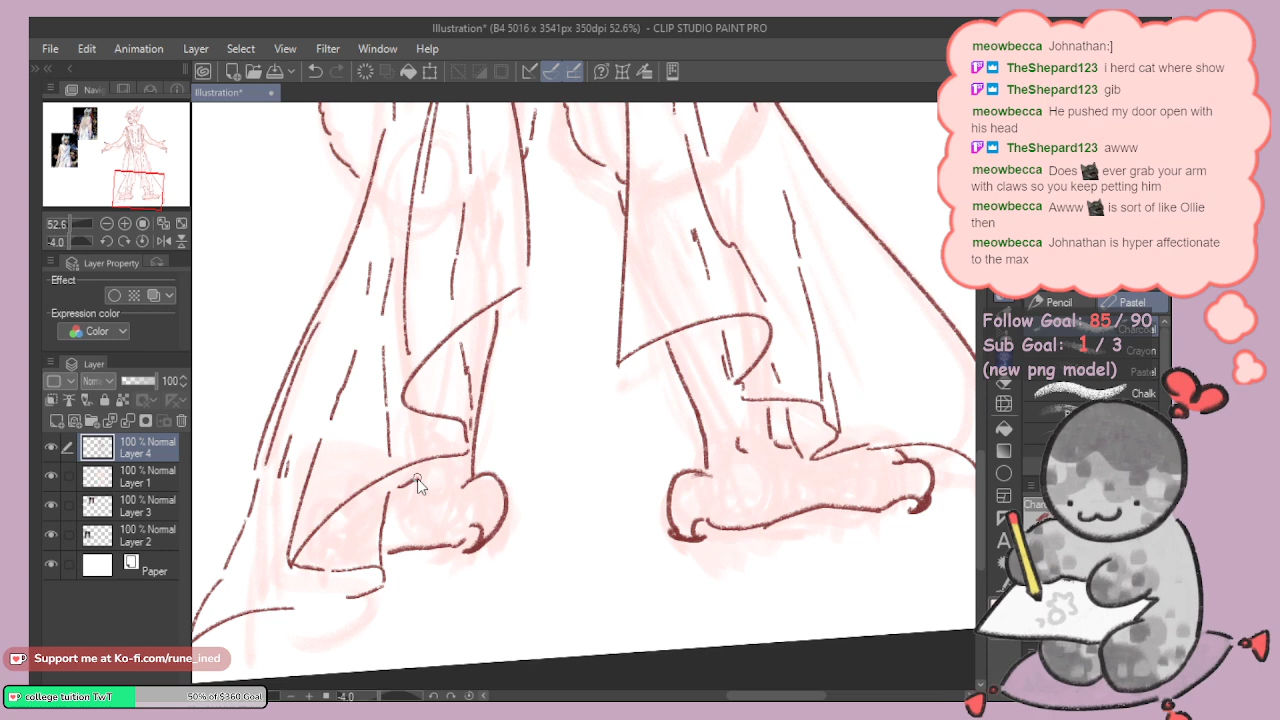 Illustration* (B4 5016 x 3541px 350dpi 52.6%) - CLIP STUDIO PAINT PRO
File Edit Animation Layer Select View Filter Window Help
Illustration*
52.6
-4.0
Layer Property
Effect
Expression color
Color
Layer
100
100 % Normal
Layer 4
100 % Normal
Layer 1
100 % Normal
Layer 3
100 % Normal
Layer 2
Paper
-4.0
Pencil Pastel
Crayon
Pastel
Chalk
meowbecca Johnathan:]
TheShepard123 i herd cat where show
TheShepard123 gib
meowbecca He pushed my door open with
his head
TheShepard123 awww
meowbecca Does ever grab your arm
with claws so you keep petting him
meowbecca Awww is sort of like Ollie
then
meowbecca Johnathan is hyper affectionate
to the max
Follow Goal: 85/ 90
Sub Goal: 1 / 3
(new png model)
Support me at Ko-fi.com/rune_ined
college tuition TwT 50% of $360 Goal